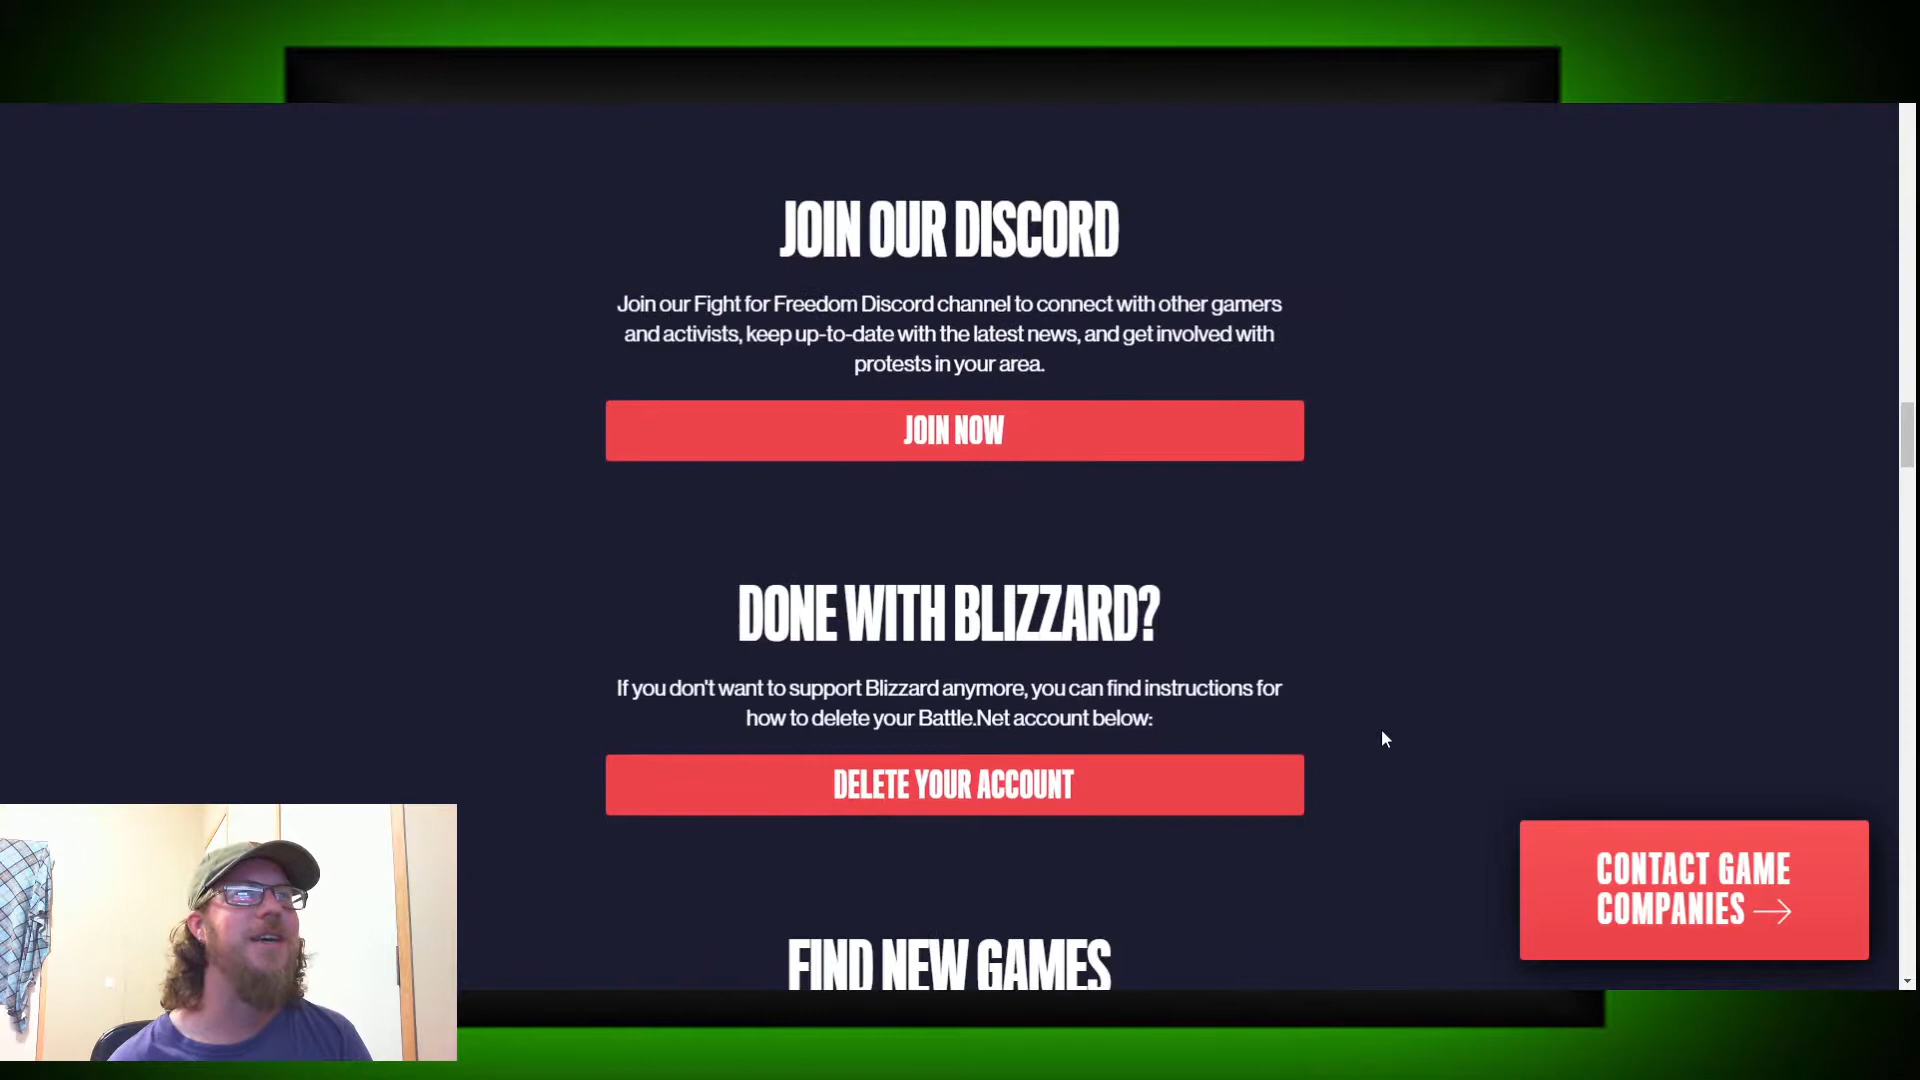 JOIN OUR DISCORD
Join our Fight for Freedom Discord channel to connect with other gamers
and activists, keep up-to-date with the latest news, and get involved with
protests in your area.
JOIN NOW
DONE WITH BLIZZARD?
If you don't want to support Blizzard anymore, you can find instructions for
how to delete your Battle.Net account below:
DELETE YOUR ACCOUNT
CONTACT GAME
COMPANIES →
FIND NEW GAMES